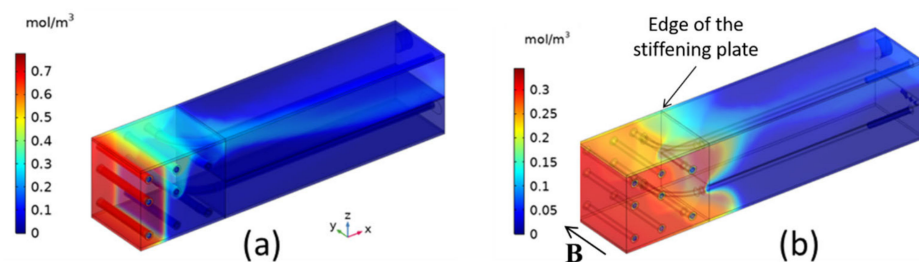 mol/m³
0.7
0.6
0.5
0.4
0.3
0.2
0.1
0
y z x
(a)
Edge of the
stiffening plate
mol/m³
0.3
0.25
0.2
0.15
0.1
0.05
0
B
(b)